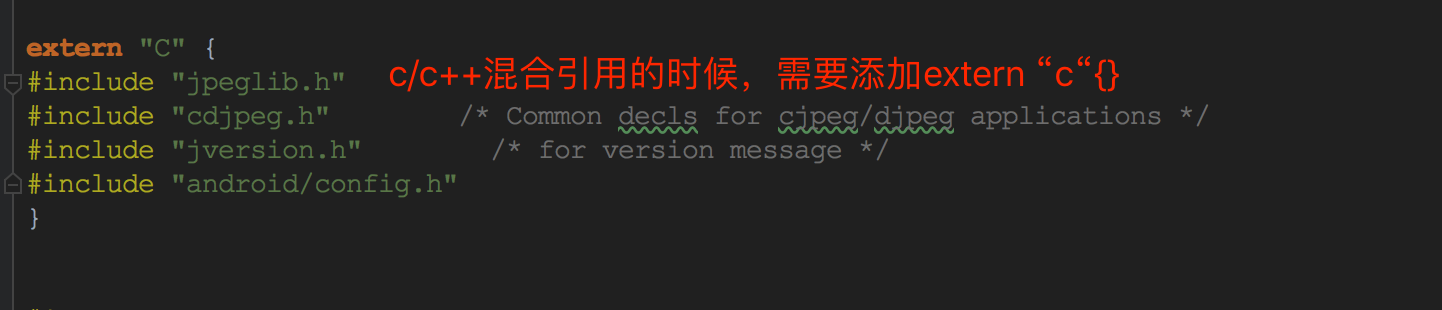 extern "C" {
#include "jpeglib.h" c/c++混合引用的时候，需要添加extern “c“{}
#include "cdjpeg.h" /* Common decls for cjpeg/djpeg applications */
#include "jversion.h" /* for version message */
#include "android/config.h"
}